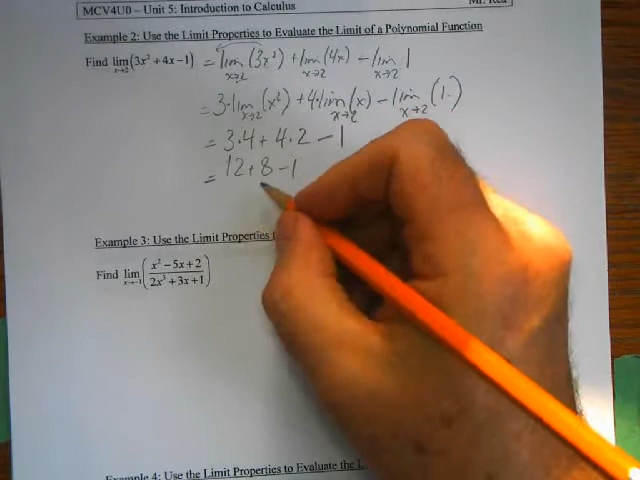 MCV4U0 – Unit 5: Introduction to Calculus
Example 2: Use the Limit Properties to Evaluate the Limit of a Polynomial Function
Find lim x→2 (3x² + 4x − 1) = lim x→2 (3x²) + lim x→2 (4x) − lim x→2 1
= 3·lim x→2 (x²) + 4·lim x→2 (x) − lim x→2 (1)
= 3·4 + 4·2 − 1
= 12 + 8 − 1
Example 3: Use the Limit Properties t
Find lim x→−1 (x² − 5x + 2 / 2x³ + 3x + 1)
Example 4: Use the Limit Properties to Evaluate the L